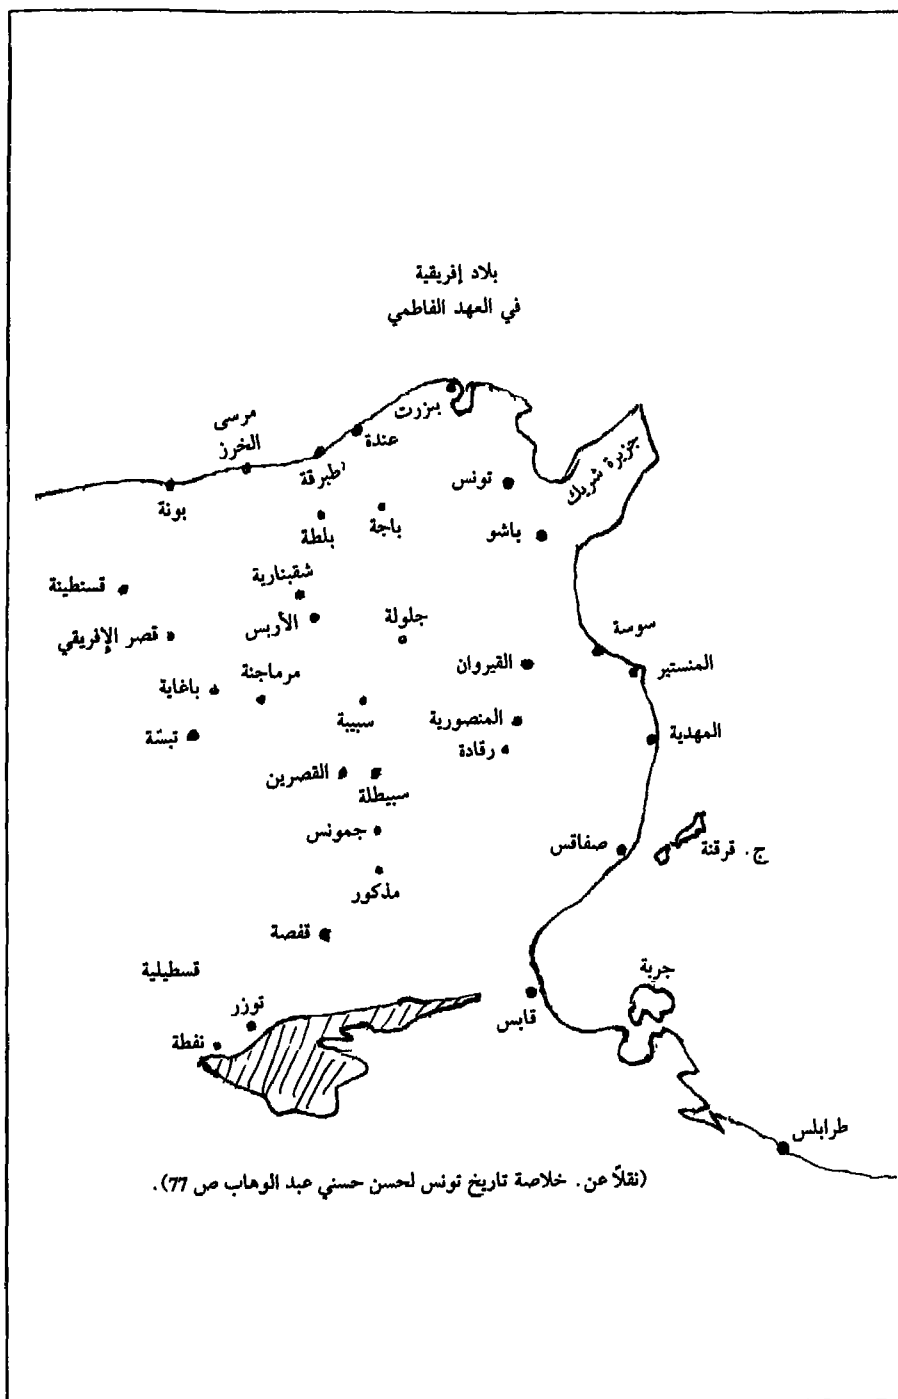 بلاد إفريقية
في العهد الفاطمي
بنزرت
مرسى
الخرز
عندة
طبرقة
بونة
تونس
جزيرة شريك
باجة
بلطة
باشو
شقبنارية
قسنطينة
الأربس
جلولة
سوسة
قصر الإفريقي
القيروان
المنستير
مرماجنة
باغاية
سبيبة
المنصورية
المهدية
تبسّة
رقادة
القصرين
سبيطلة
جمونس
صفاقس
ج. قرقنة
مذكور
قفصة
قسطيلية
جربة
توزر
قابس
نفطة
طرابلس
(نقلاً عن. خلاصة تاريخ تونس لحسن حسني عبد الوهاب ص 77).